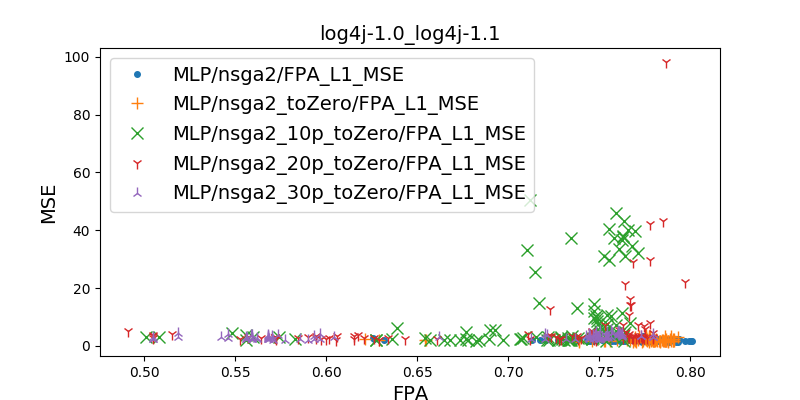 log4j-1.0_log4j-1.1
MLP/nsga2/FPA_L1_MSE
MLP/nsga2_toZero/FPA_L1_MSE
MLP/nsga2_10p_toZero/FPA_L1_MSE
MLP/nsga2_20p_toZero/FPA_L1_MSE
MLP/nsga2_30p_toZero/FPA_L1_MSE
MSE
100
80
60
40
20
0
0.50 0.55 0.60 0.65 0.70 0.75 0.80
FPA